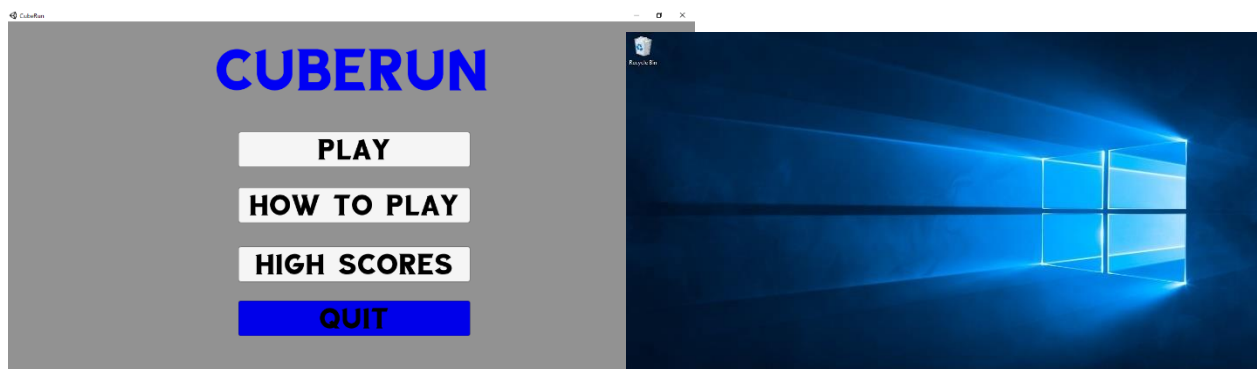 CubeRun
CUBERUN
PLAY
HOW TO PLAY
HIGH SCORES
QUIT
Recycle Bin